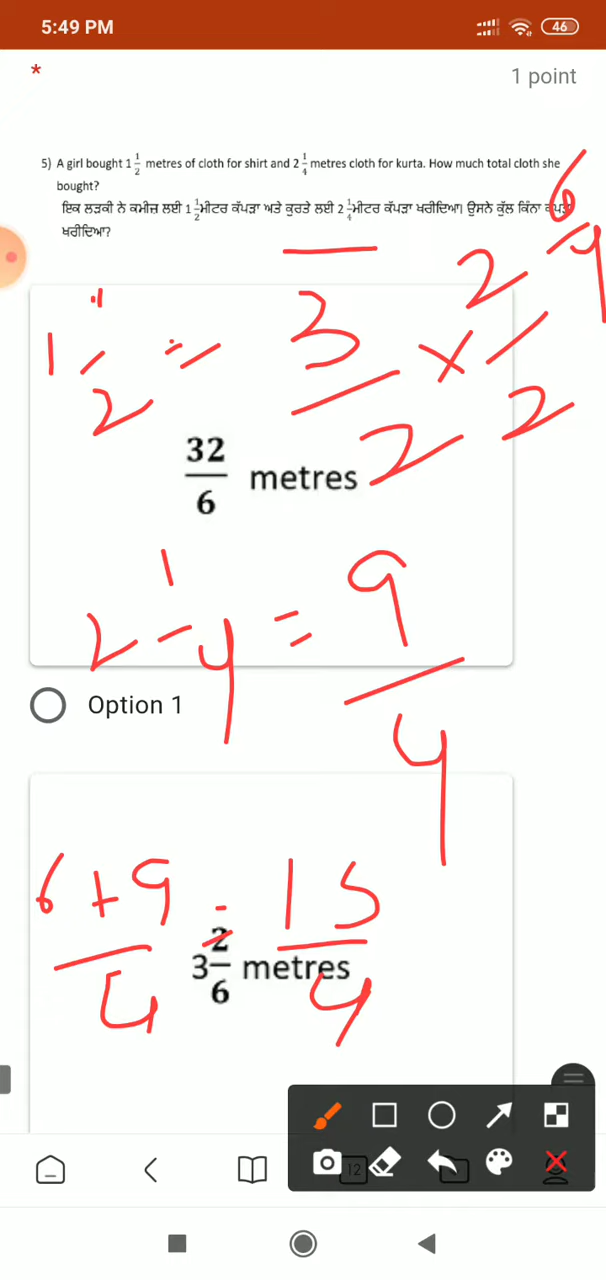 5:49 PM
46
*
1 point
5) A girl bought 1 1/2 metres of cloth for shirt and 2 1/4 metres cloth for kurta. How much total cloth she
bought?
ਇਕ ਲੜਕੀ ਨੇ ਕਮੀਜ਼ ਲਈ 1 1/2 ਮੀਟਰ ਕੱਪੜਾ ਅਤੇ ਕੁਰਤੇ ਲਈ 2 1/4 ਮੀਟਰ ਕੱਪੜਾ ਖਰੀਦਿਆ। ਉਸਨੇ ਕੁੱਲ ਕਿੰਨਾ ਕੱਪੜਾ
ਖਰੀਦਿਆ?
1 1/2 = 3/2 × 2/2
6/4
32/6 metres
2 1/4 = 9/4
Option 1
6+9/4 = 15/4
3 2/6 metres
12